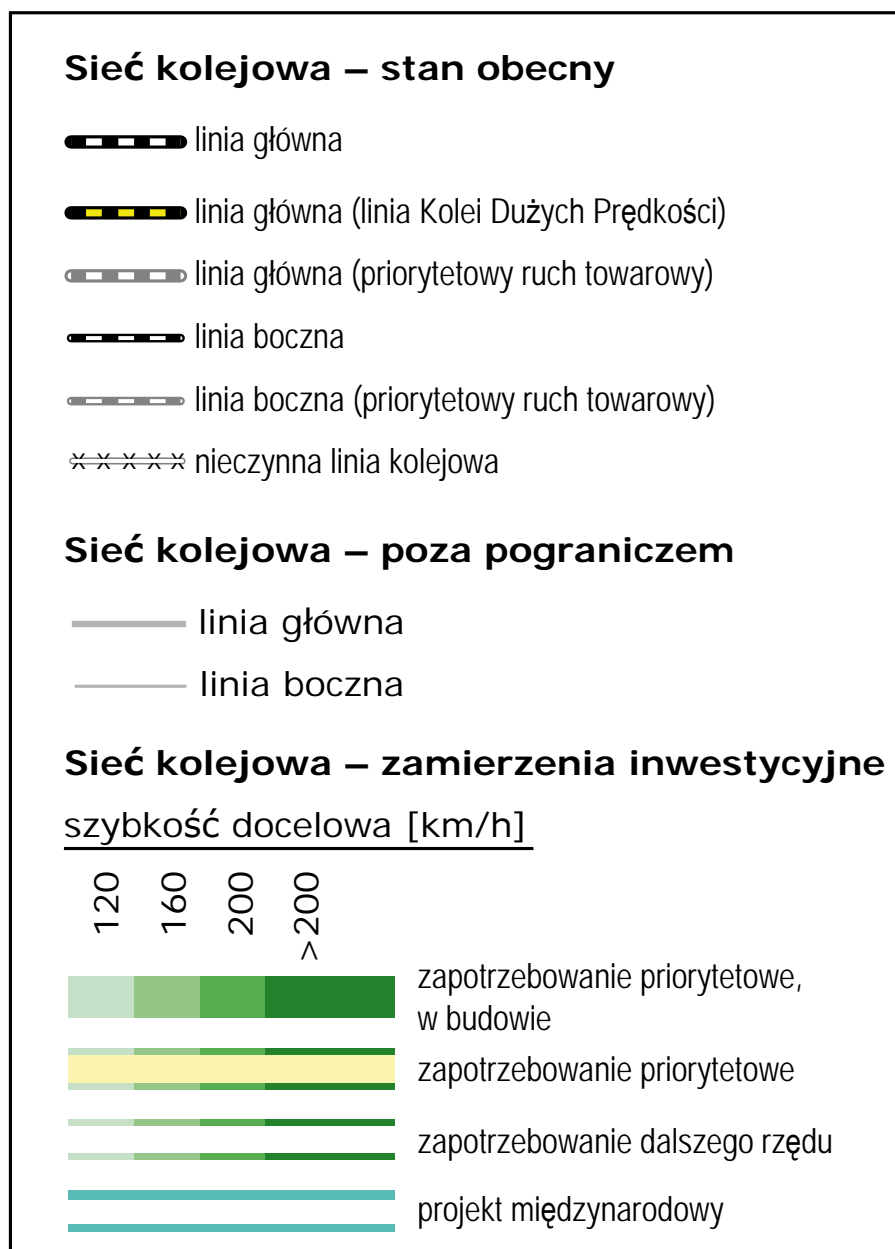 Sieć kolejowa – stan obecny
linia główna
linia główna (linia Kolei Dużych Prędkości)
linia główna (priorytetowy ruch towarowy)
linia boczna
linia boczna (priorytetowy ruch towarowy)
nieczynna linia kolejowa
Sieć kolejowa – poza pograniczem
linia główna
linia boczna
Sieć kolejowa – zamierzenia inwestycyjne
szybkość docelowa [km/h]
120
160
200
>200
zapotrzebowanie priorytetowe,
w budowie
zapotrzebowanie priorytetowe
zapotrzebowanie dalszego rzędu
projekt międzynarodowy